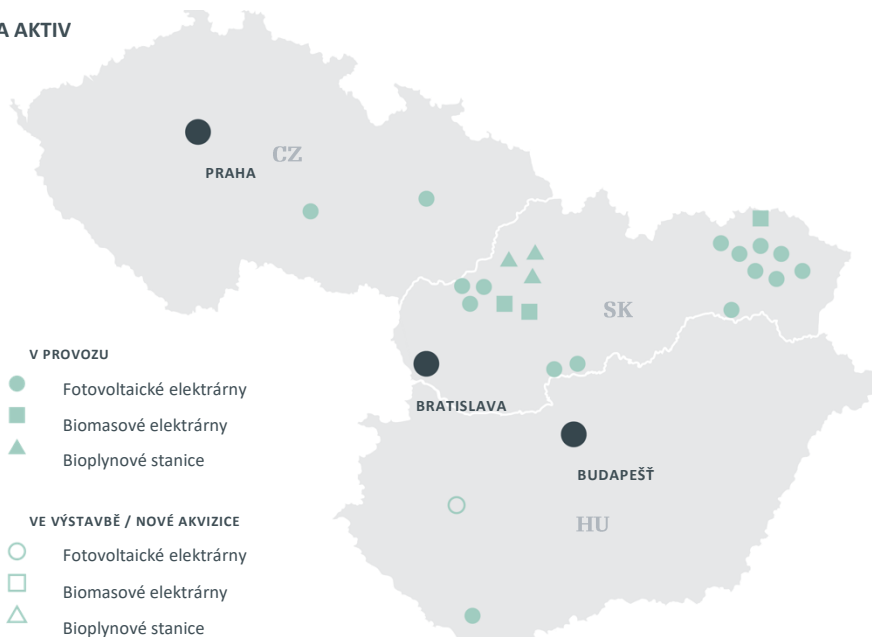 A AKTIV
CZ
PRAHA
SK
V PROVOZU
Fotovoltaické elektrárny
Biomasové elektrárny
Bioplynové stanice
BRATISLAVA
BUDAPEŠŤ
HU
VE VÝSTAVBĚ / NOVÉ AKVIZICE
Fotovoltaické elektrárny
Biomasové elektrárny
Bioplynové stanice